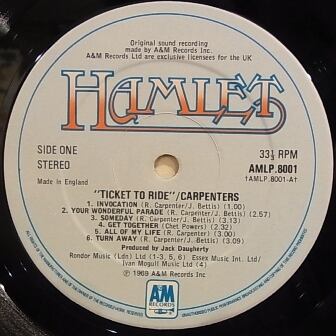 Original sound recording
made by A&M Records Inc.
A&M Records Ltd are exclusive licensees for the UK
HAMLET
SIDE ONE
STEREO
33⅓ RPM
AMLP.8001
†AMLP.8001-A†
Made in England
"TICKET TO RIDE"/CARPENTERS
1. INVOCATION (R. Carpenter/J. Bettis) (1.00)
2. YOUR WONDERFUL PARADE (R. Carpenter/J. Bettis) (2.57)
3. SOMEDAY (R. Carpenter/J. Bettis) (5.13)
4. GET TOGETHER (Chet Powers) (2.32)
5. ALL OF MY LIFE (R. Carpenter) (3.02)
6. TURN AWAY (R. Carpenter/J. Bettis) (3.09)
Produced by Jack Daugherty
Rondor Music (Ldn) Ltd (1-3, 5, 6) Essex Music Int. Ltd/
Ivan Mogull Music Ltd (4)
℗ 1969 A&M Records Inc
A&M
RECORDS